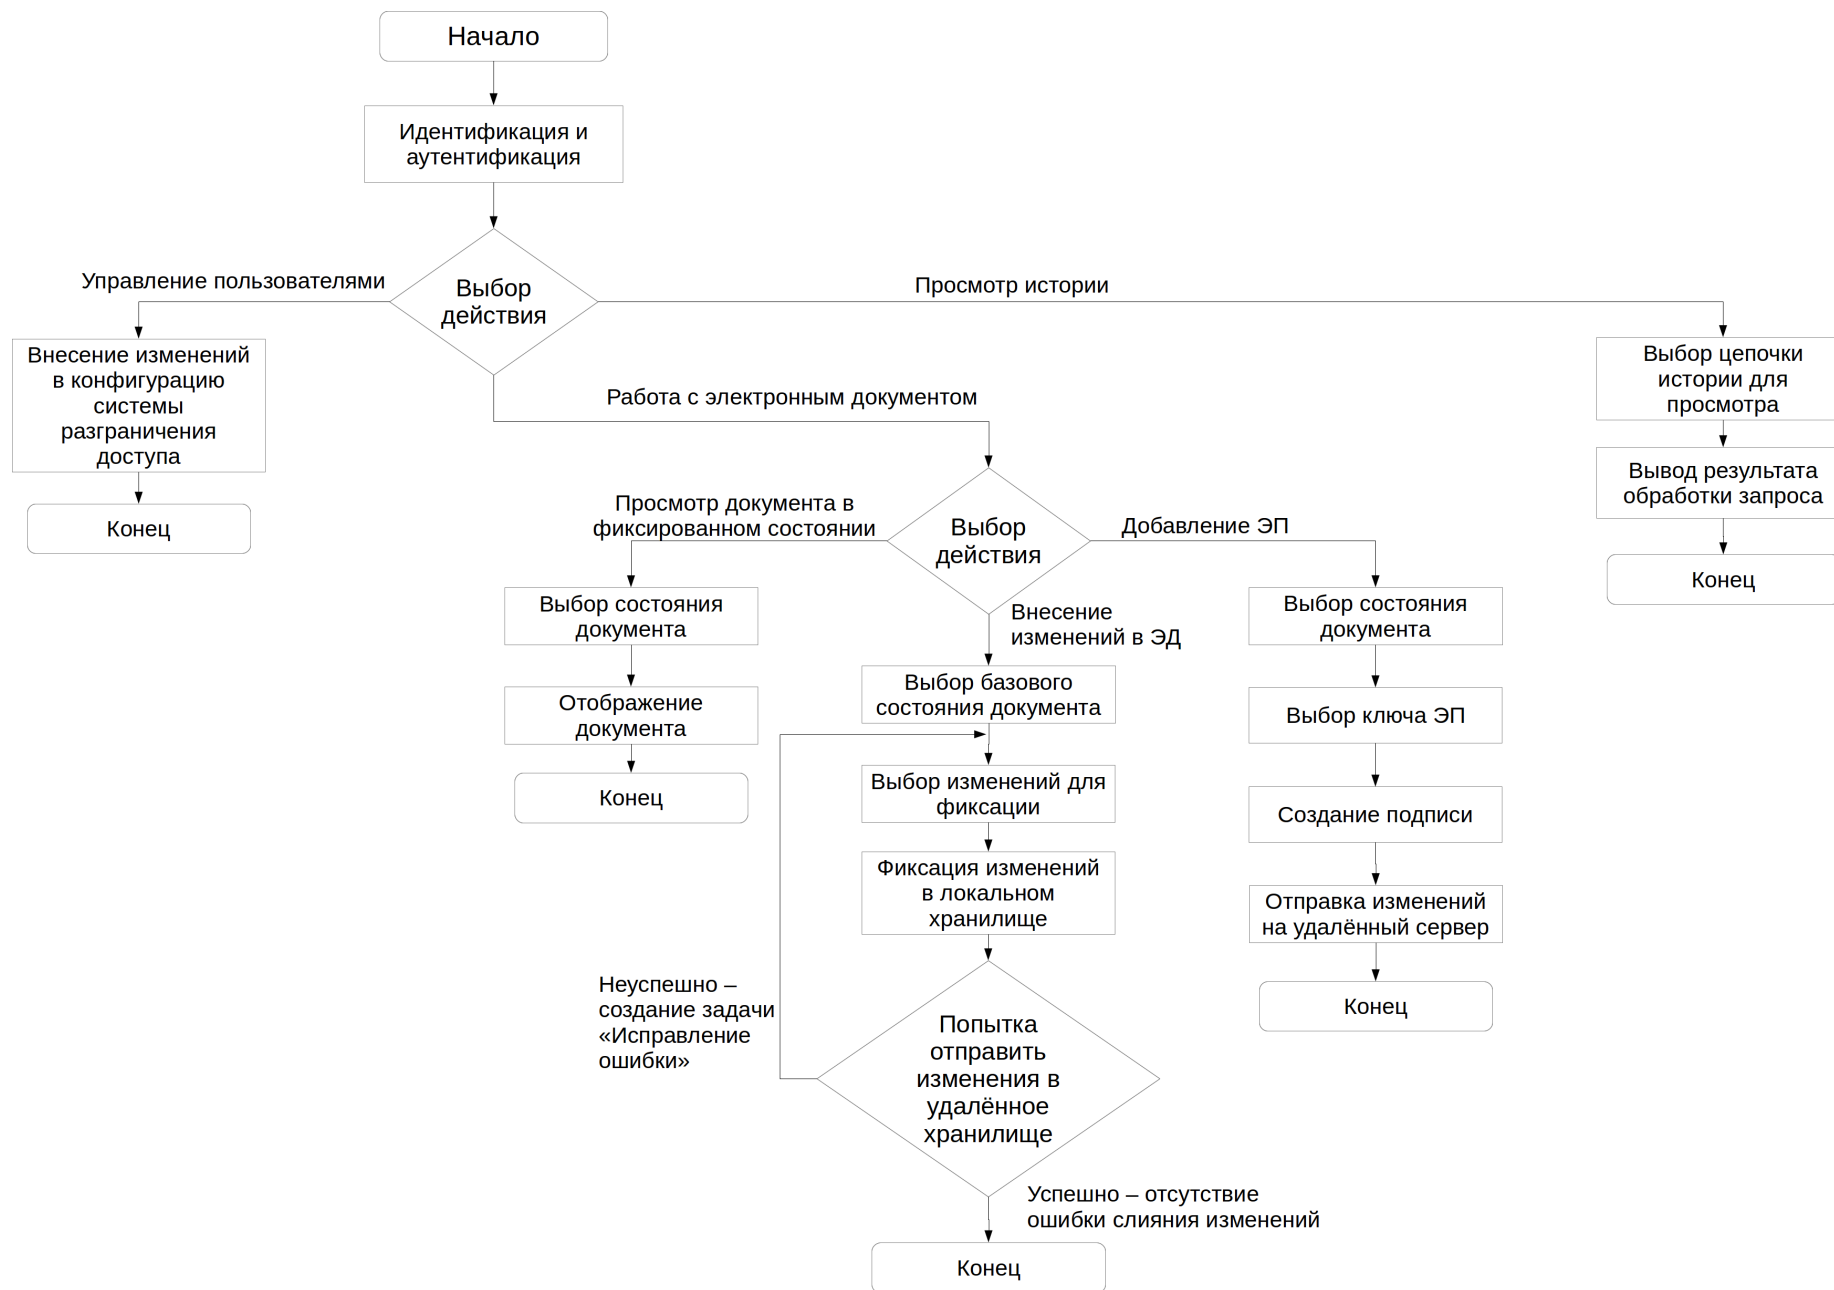 Начало
Идентификация и
аутентификация
Выбор
действия
Управление пользователями
Просмотр истории
Внесение изменений
в конфигурацию
системы
разграничения
доступа
Конец
Выбор цепочки
истории для
просмотра
Вывод результата
обработки запроса
Конец
Работа с электронным документом
Выбор
действия
Просмотр документа в
фиксированном состоянии
Добавление ЭП
Внесение
изменений в ЭД
Выбор состояния
документа
Отображение
документа
Конец
Выбор базового
состояния документа
Выбор изменений для
фиксации
Фиксация изменений
в локальном
хранилище
Попытка
отправить
изменения в
удалённое
хранилище
Неуспешно –
создание задачи
«Исправление
ошибки»
Успешно – отсутствие
ошибки слияния изменений
Конец
Выбор состояния
документа
Выбор ключа ЭП
Создание подписи
Отправка изменений
на удалённый сервер
Конец